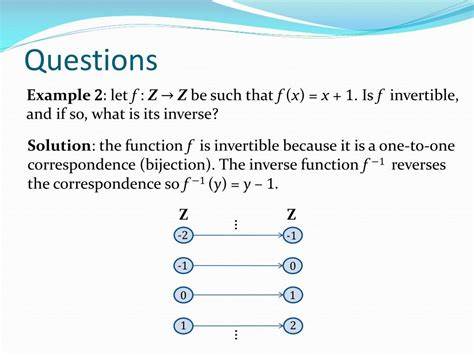 Questions
Example 2: let f : Z → Z be such that f (x) = x + 1. Is f invertible,
and if so, what is its inverse?
Solution: the function f is invertible because it is a one-to-one
correspondence (bijection). The inverse function f⁻¹ reverses
the correspondence so f⁻¹ (y) = y – 1.
Z ⋮ Z
-2 -1
-1 0
0 1
1 2
⋮